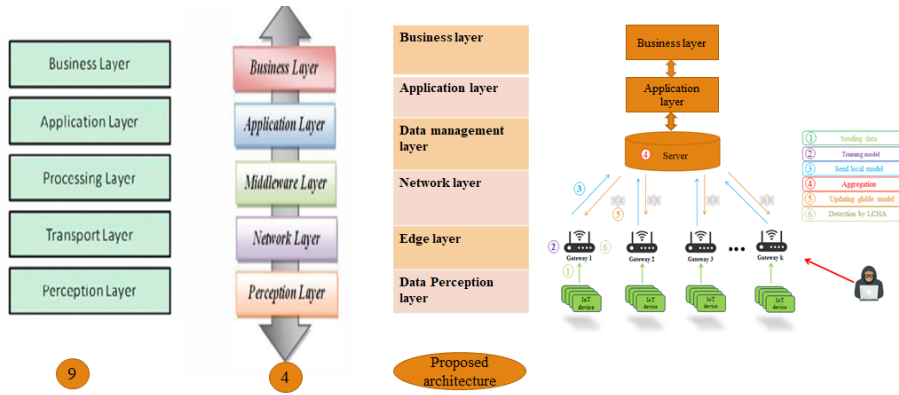 Business Layer
Application Layer
Processing Layer
Transport Layer
Perception Layer
9
Business Layer
Application Layer
Middleware Layer
Network Layer
Perception Layer
4
Business layer
Application layer
Data management
layer
Network layer
Edge layer
Data Perception
layer
Proposed
architecture
Business layer
Application
layer
4 Server
3
5
2
6
1
Gateway 1
Gateway 2
Gateway 3
Gateway k
IoT
device
IoT
device
IoT
device
IoT
device
1 Sending data
2 Training model
3 Send local model
4 Aggregation
5 Updating globle model
6 Detection by LCHA